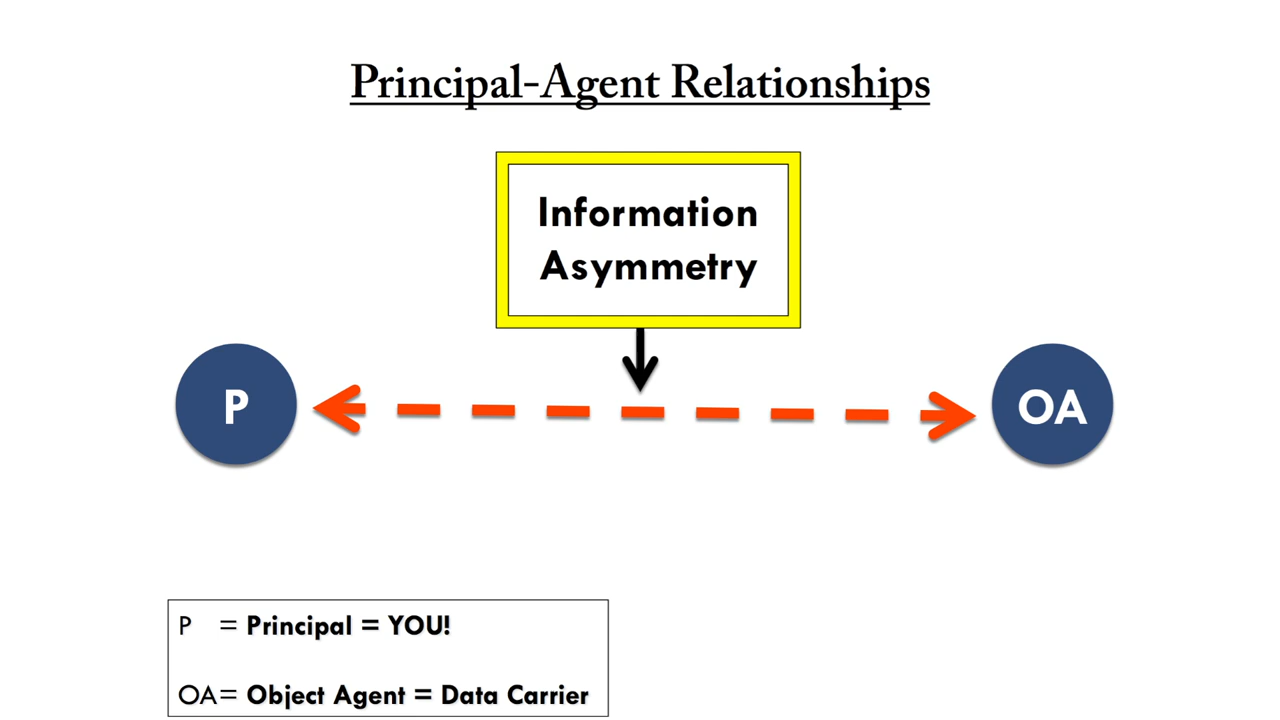 Principal-Agent Relationships
Information
Asymmetry
P
OA
P = Principal = YOU!
OA= Object Agent = Data Carrier